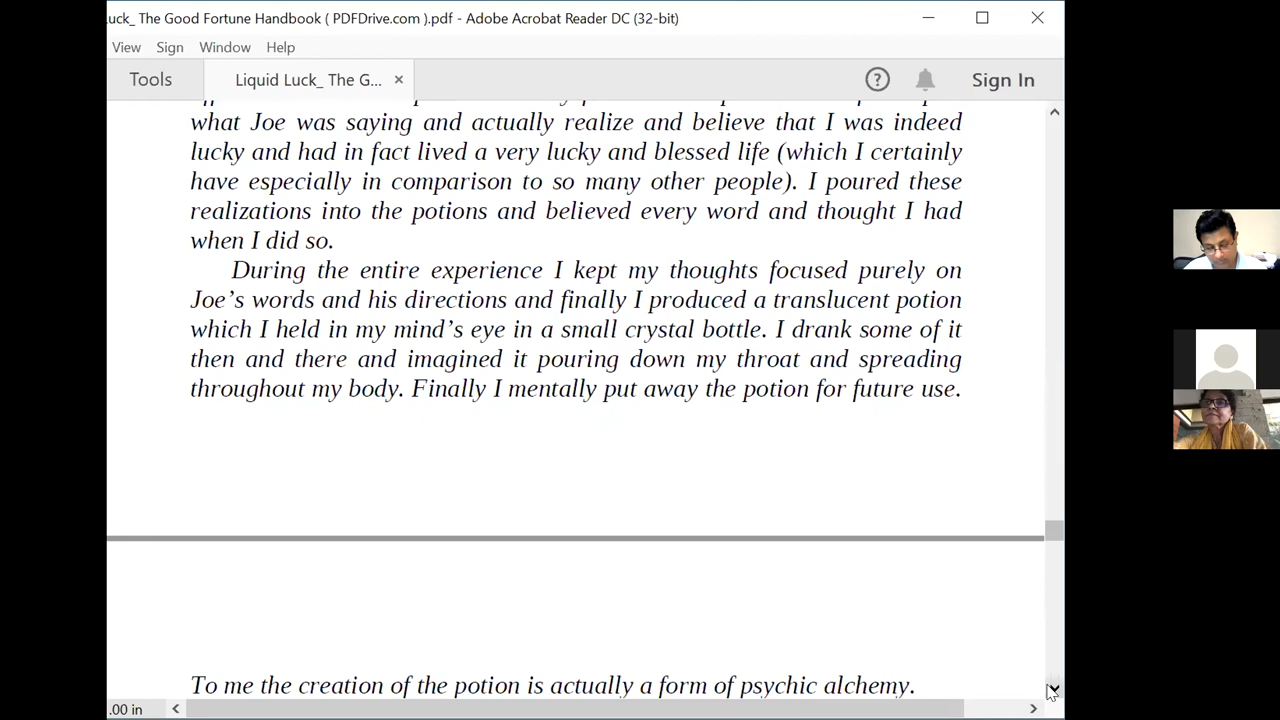 uck_ The Good Fortune Handbook ( PDFDrive.com ).pdf - Adobe Acrobat Reader DC (32-bit)
View Sign Window Help
Tools
Liquid Luck_ The G... ×
Sign In
what Joe was saying and actually realize and believe that I was indeed
lucky and had in fact lived a very lucky and blessed life (which I certainly
have especially in comparison to so many other people). I poured these
realizations into the potions and believed every word and thought I had
when I did so.
During the entire experience I kept my thoughts focused purely on
Joe’s words and his directions and finally I produced a translucent potion
which I held in my mind’s eye in a small crystal bottle. I drank some of it
then and there and imagined it pouring down my throat and spreading
throughout my body. Finally I mentally put away the potion for future use.
To me the creation of the potion is actually a form of psychic alchemy.
.00 in